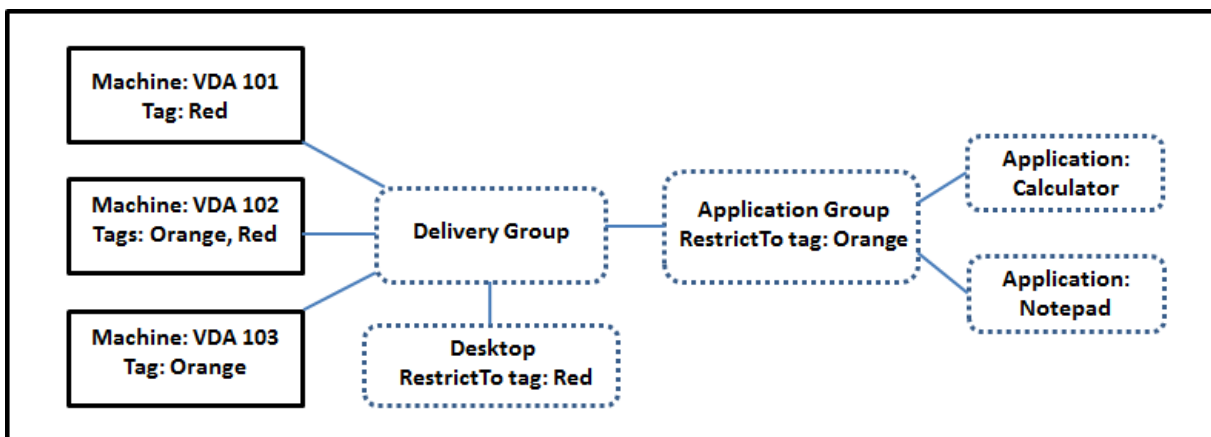 Machine: VDA 101
Tag: Red
Machine: VDA 102
Tags: Orange, Red
Machine: VDA 103
Tag: Orange
Delivery Group
Desktop
RestrictTo tag: Red
Application Group
RestrictTo tag: Orange
Application:
Calculator
Application:
Notepad